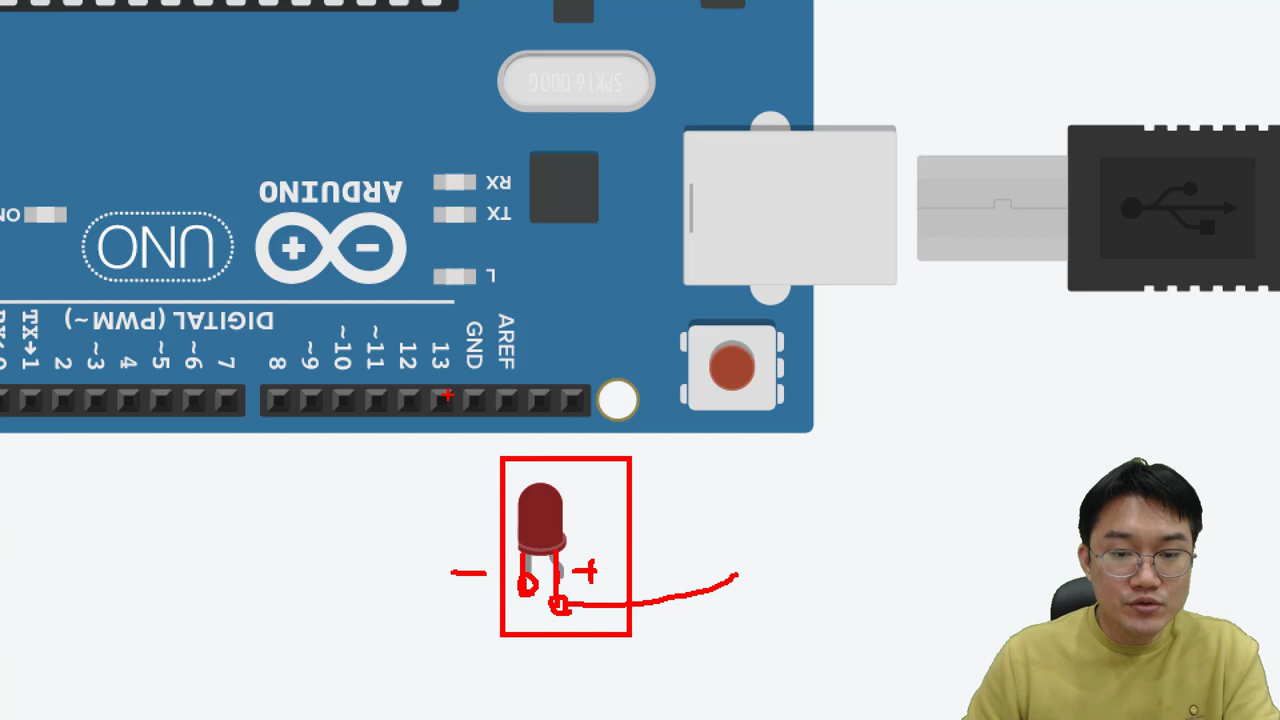 SPK16.000G
ARDUINO
RX
TX
ON
UNO
L
DIGITAL (PWM ~)
TX→1
2
~3
4
~5
~6
7
8
~9
~10
~11
12
13
GND
AREF
- +